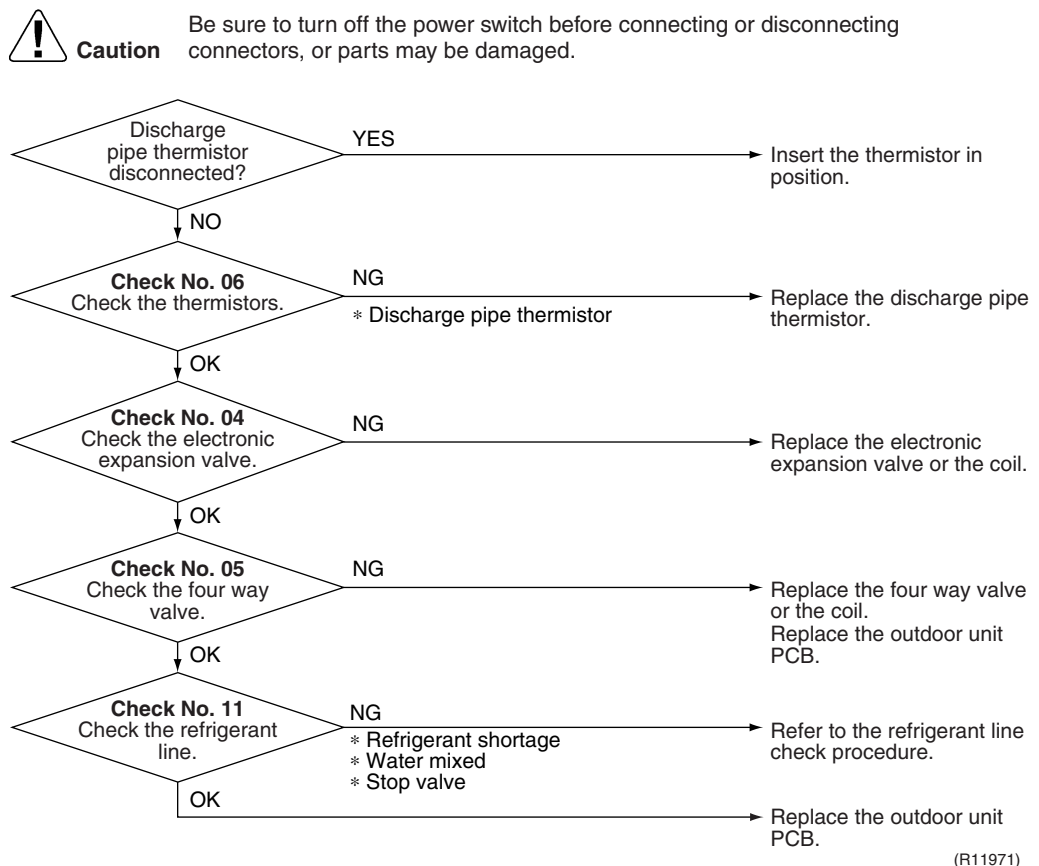 Be sure to turn off the power switch before connecting or disconnecting
Caution connectors, or parts may be damaged.
Discharge
pipe thermistor
disconnected?
YES
Insert the thermistor in
position.
NO
Check No. 06
Check the thermistors.
NG
∗ Discharge pipe thermistor
Replace the discharge pipe
thermistor.
OK
Check No. 04
Check the electronic
expansion valve.
NG
Replace the electronic
expansion valve or the coil.
OK
Check No. 05
Check the four way
valve.
NG
Replace the four way valve
or the coil.
Replace the outdoor unit
PCB.
OK
Check No. 11
Check the refrigerant
line.
NG
∗ Refrigerant shortage
∗ Water mixed
∗ Stop valve
Refer to the refrigerant line
check procedure.
OK
Replace the outdoor unit
PCB.
(R11971)